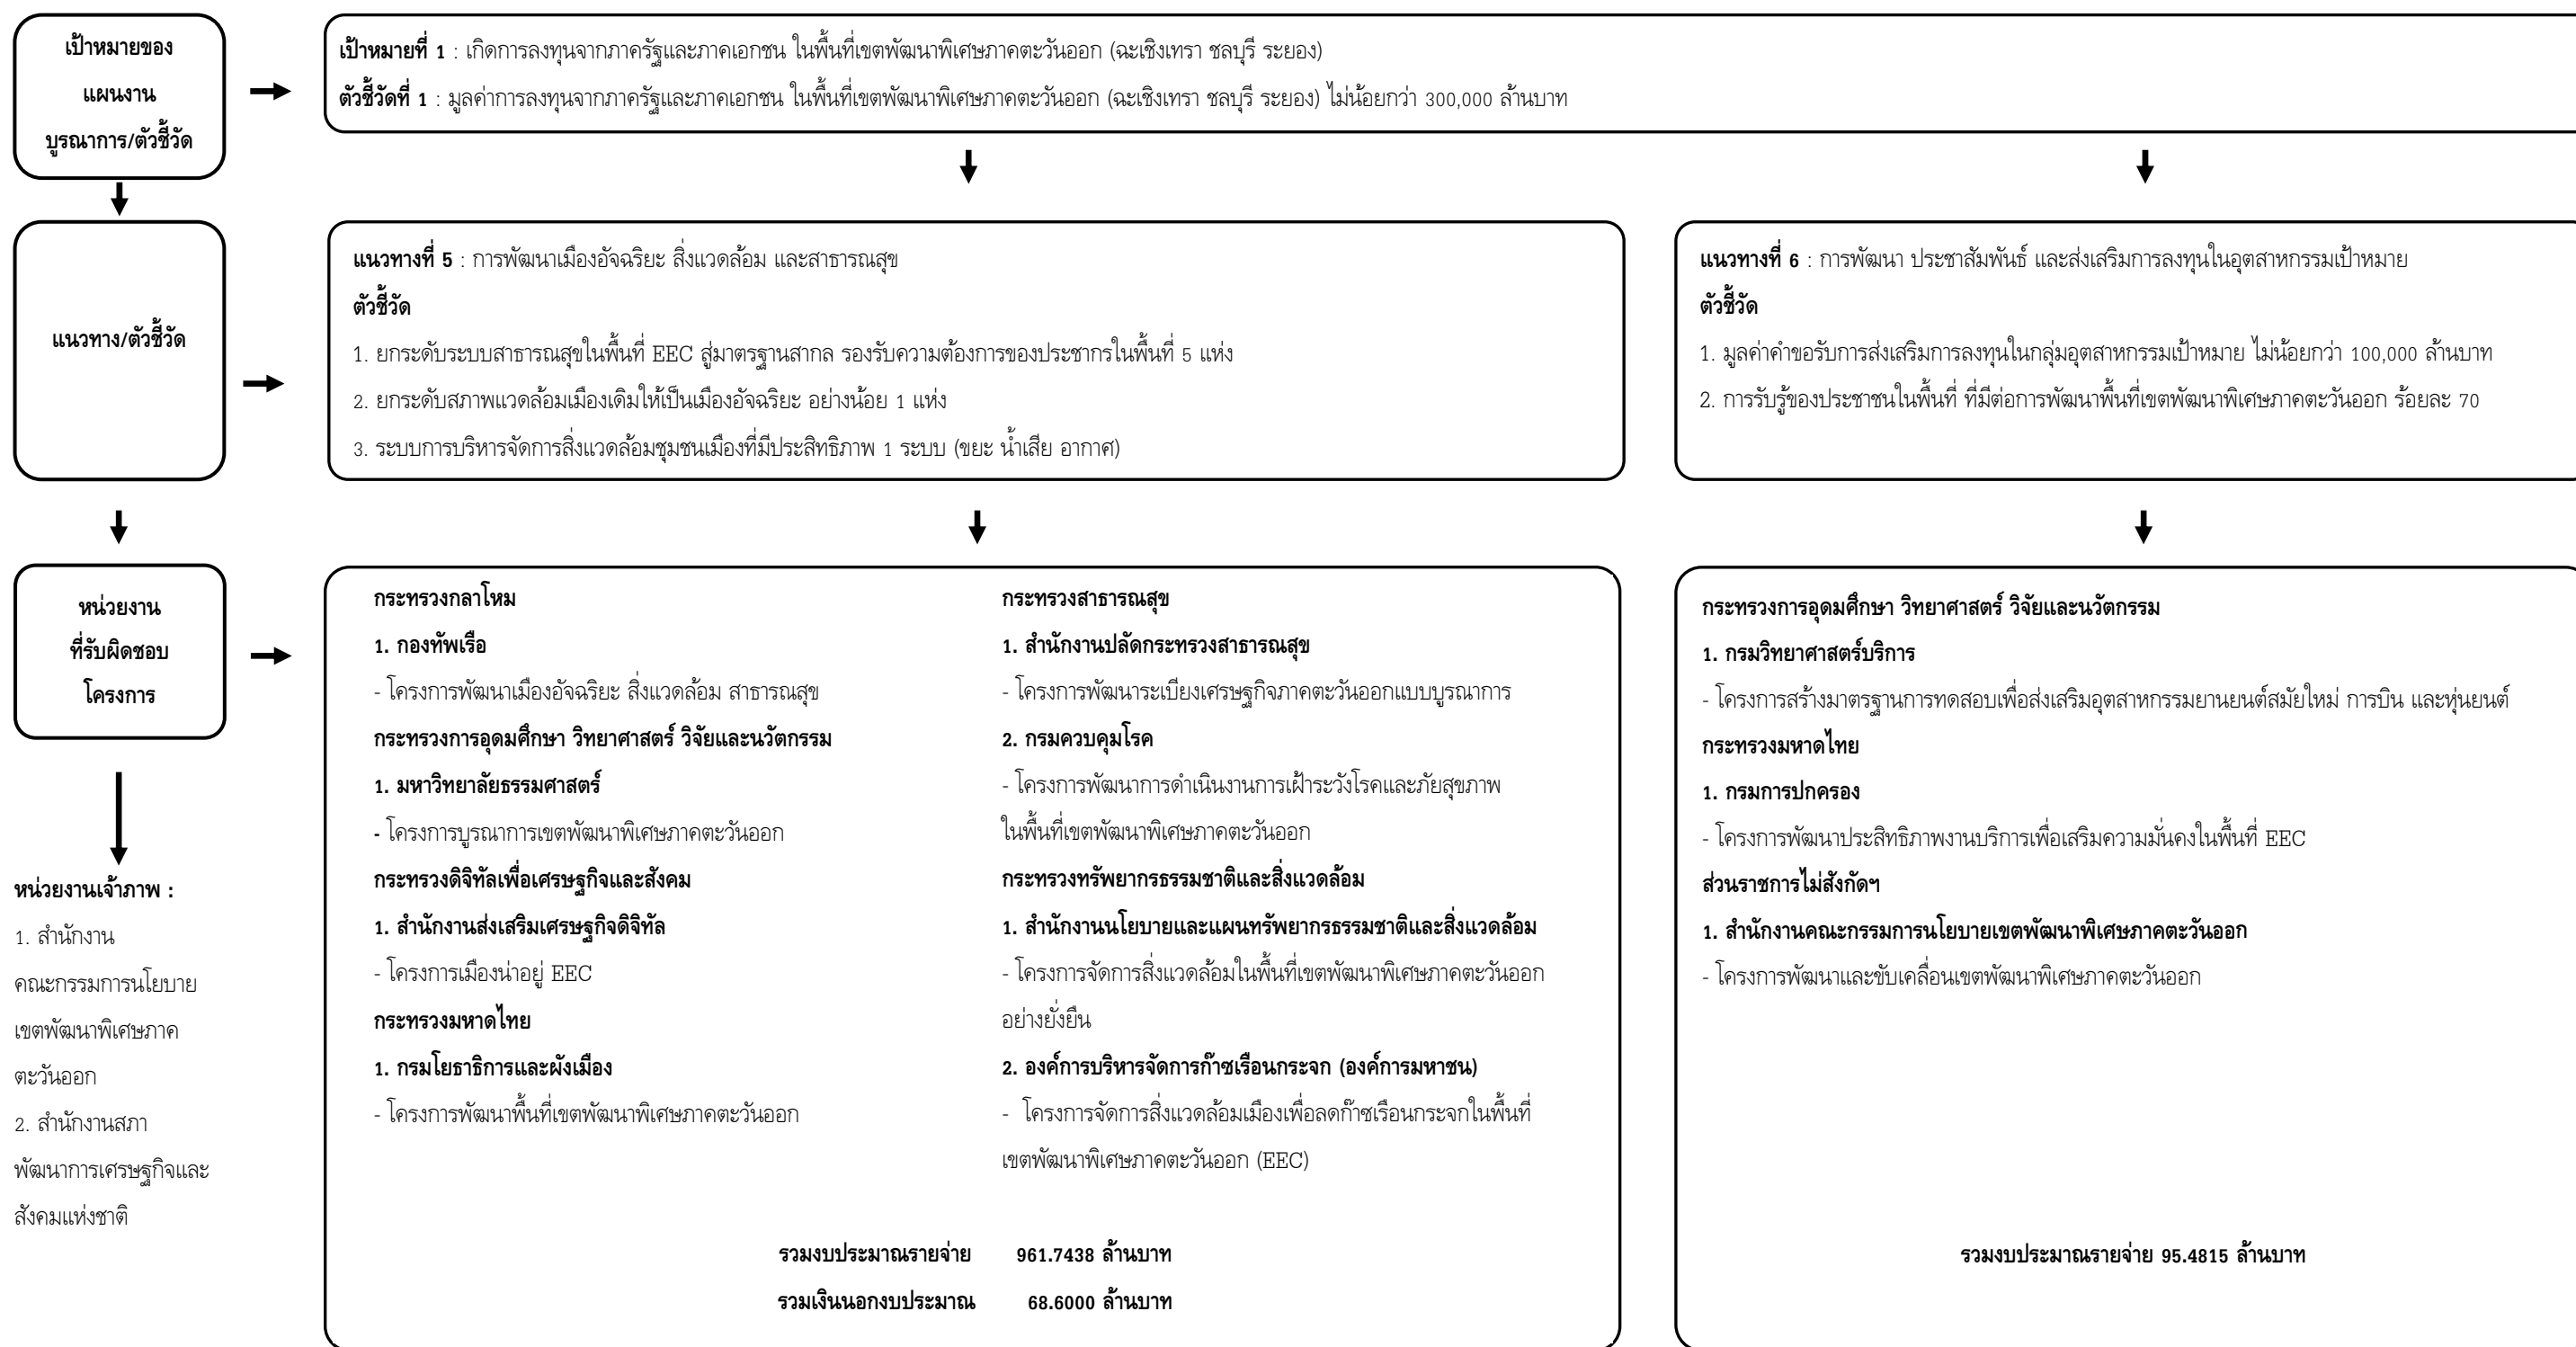 เป้าหมายของ
แผนงาน
บูรณาการ/ตัวชี้วัด
เป้าหมายที่ 1 : เกิดการลงทุนจากภาครัฐและภาคเอกชน ในพื้นที่เขตพัฒนาพิเศษภาคตะวันออก (ฉะเชิงเทรา ชลบุรี ระยอง)
ตัวชี้วัดที่ 1 : มูลค่าการลงทุนจากภาครัฐและภาคเอกชน ในพื้นที่เขตพัฒนาพิเศษภาคตะวันออก (ฉะเชิงเทรา ชลบุรี ระยอง) ไม่น้อยกว่า 300,000 ล้านบาท
แนวทาง/ตัวชี้วัด
แนวทางที่ 5 : การพัฒนาเมืองอัจฉริยะ สิ่งแวดล้อม และสาธารณสุข
ตัวชี้วัด
1. ยกระดับระบบสาธารณสุขในพื้นที่ EEC สู่มาตรฐานสากล รองรับความต้องการของประชากรในพื้นที่ 5 แห่ง
2. ยกระดับสภาพแวดล้อมเมืองเดิมให้เป็นเมืองอัจฉริยะ อย่างน้อย 1 แห่ง
3. ระบบการบริหารจัดการสิ่งแวดล้อมชุมชนเมืองที่มีประสิทธิภาพ 1 ระบบ (ขยะ น้ำเสีย อากาศ)
แนวทางที่ 6 : การพัฒนา ประชาสัมพันธ์ และส่งเสริมการลงทุนในอุตสาหกรรมเป้าหมาย
ตัวชี้วัด
1. มูลค่าคำขอรับการส่งเสริมการลงทุนในกลุ่มอุตสาหกรรมเป้าหมาย ไม่น้อยกว่า 100,000 ล้านบาท
2. การรับรู้ของประชาชนในพื้นที่ ที่มีต่อการพัฒนาพื้นที่เขตพัฒนาพิเศษภาคตะวันออก ร้อยละ 70
หน่วยงาน
ที่รับผิดชอบ
โครงการ
หน่วยงานเจ้าภาพ :
1. สำนักงาน
คณะกรรมการนโยบาย
เขตพัฒนาพิเศษภาค
ตะวันออก
2. สำนักงานสภา
พัฒนาการเศรษฐกิจและ
สังคมแห่งชาติ
กระทรวงกลาโหม
1. กองทัพเรือ
- โครงการพัฒนาเมืองอัจฉริยะ สิ่งแวดล้อม สาธารณสุข
กระทรวงการอุดมศึกษา วิทยาศาสตร์ วิจัยและนวัตกรรม
1. มหาวิทยาลัยธรรมศาสตร์
- โครงการบูรณาการเขตพัฒนาพิเศษภาคตะวันออก
กระทรวงดิจิทัลเพื่อเศรษฐกิจและสังคม
1. สำนักงานส่งเสริมเศรษฐกิจดิจิทัล
- โครงการเมืองน่าอยู่ EEC
กระทรวงมหาดไทย
1. กรมโยธาธิการและผังเมือง
- โครงการพัฒนาพื้นที่เขตพัฒนาพิเศษภาคตะวันออก
กระทรวงสาธารณสุข
1. สำนักงานปลัดกระทรวงสาธารณสุข
- โครงการพัฒนาระเบียงเศรษฐกิจภาคตะวันออกแบบบูรณาการ
2. กรมควบคุมโรค
- โครงการพัฒนาการดำเนินงานการเฝ้าระวังโรคและภัยสุขภาพ
ในพื้นที่เขตพัฒนาพิเศษภาคตะวันออก
กระทรวงทรัพยากรธรรมชาติและสิ่งแวดล้อม
1. สำนักงานนโยบายและแผนทรัพยากรธรรมชาติและสิ่งแวดล้อม
- โครงการจัดการสิ่งแวดล้อมในพื้นที่เขตพัฒนาพิเศษภาคตะวันออก
อย่างยั่งยืน
2. องค์การบริหารจัดการก๊าซเรือนกระจก (องค์การมหาชน)
- โครงการจัดการสิ่งแวดล้อมเมืองเพื่อลดก๊าซเรือนกระจกในพื้นที่
เขตพัฒนาพิเศษภาคตะวันออก (EEC)
รวมงบประมาณรายจ่าย 961.7438 ล้านบาท
รวมเงินนอกงบประมาณ 68.6000 ล้านบาท
กระทรวงการอุดมศึกษา วิทยาศาสตร์ วิจัยและนวัตกรรม
1. กรมวิทยาศาสตร์บริการ
- โครงการสร้างมาตรฐานการทดสอบเพื่อส่งเสริมอุตสาหกรรมยานยนต์สมัยใหม่ การบิน และหุ่นยนต์
กระทรวงมหาดไทย
1. กรมการปกครอง
- โครงการพัฒนาประสิทธิภาพงานบริการเพื่อเสริมความมั่นคงในพื้นที่ EEC
ส่วนราชการไม่สังกัดฯ
1. สำนักงานคณะกรรมการนโยบายเขตพัฒนาพิเศษภาคตะวันออก
- โครงการพัฒนาและขับเคลื่อนเขตพัฒนาพิเศษภาคตะวันออก
รวมงบประมาณรายจ่าย 95.4815 ล้านบาท